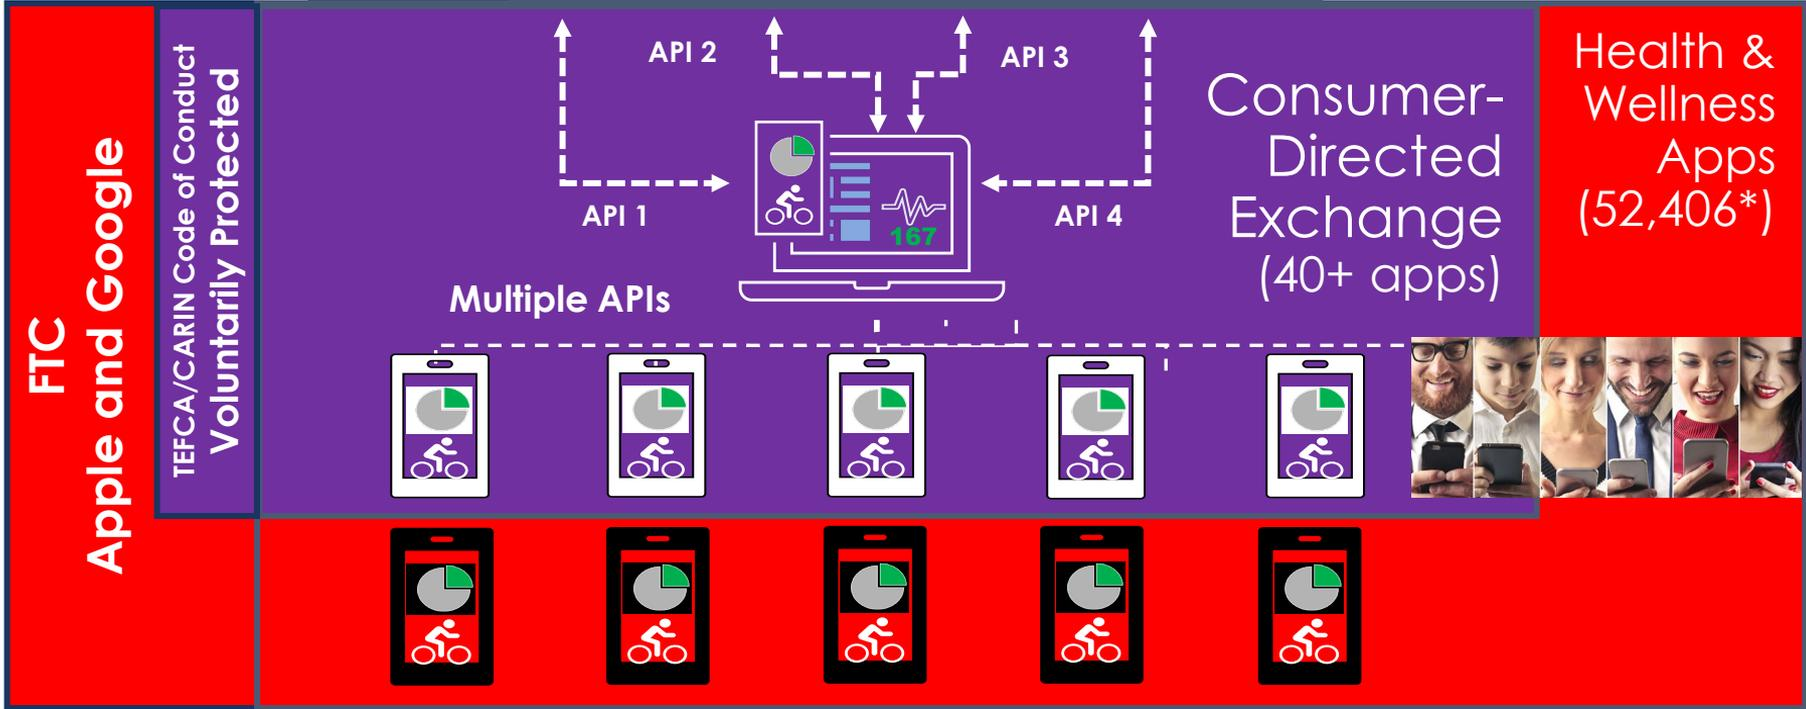 FTC
Apple and Google
TEFCA/CARIN Code of Conduct
Voluntarily Protected
API 2
API 3
API 1
API 4
167
Multiple APIs
Consumer-
Directed
Exchange
(40+ apps)
Health &
Wellness
Apps
(52,406*)